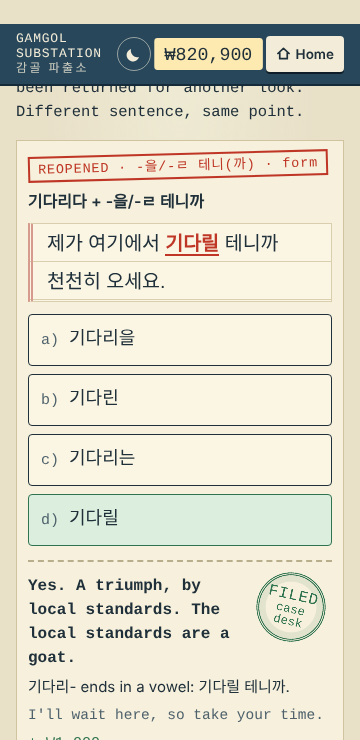 GAMGOL
SUBSTATION
감골 파출소
₩820,900
Home
been returned for another look.
Different sentence, same point.
REOPENED · -을/-ㄹ 테니(까) · form
기다리다 + -을/-ㄹ 테니까
제가 여기에서 기다릴 테니까
천천히 오세요.
a) 기다리을
b) 기다린
c) 기다리는
d) 기다릴
Yes. A triumph, by
local standards. The
local standards are a
goat.
FILED
case
desk
기다리- ends in a vowel: 기다릴 테니까.
I'll wait here, so take your time.